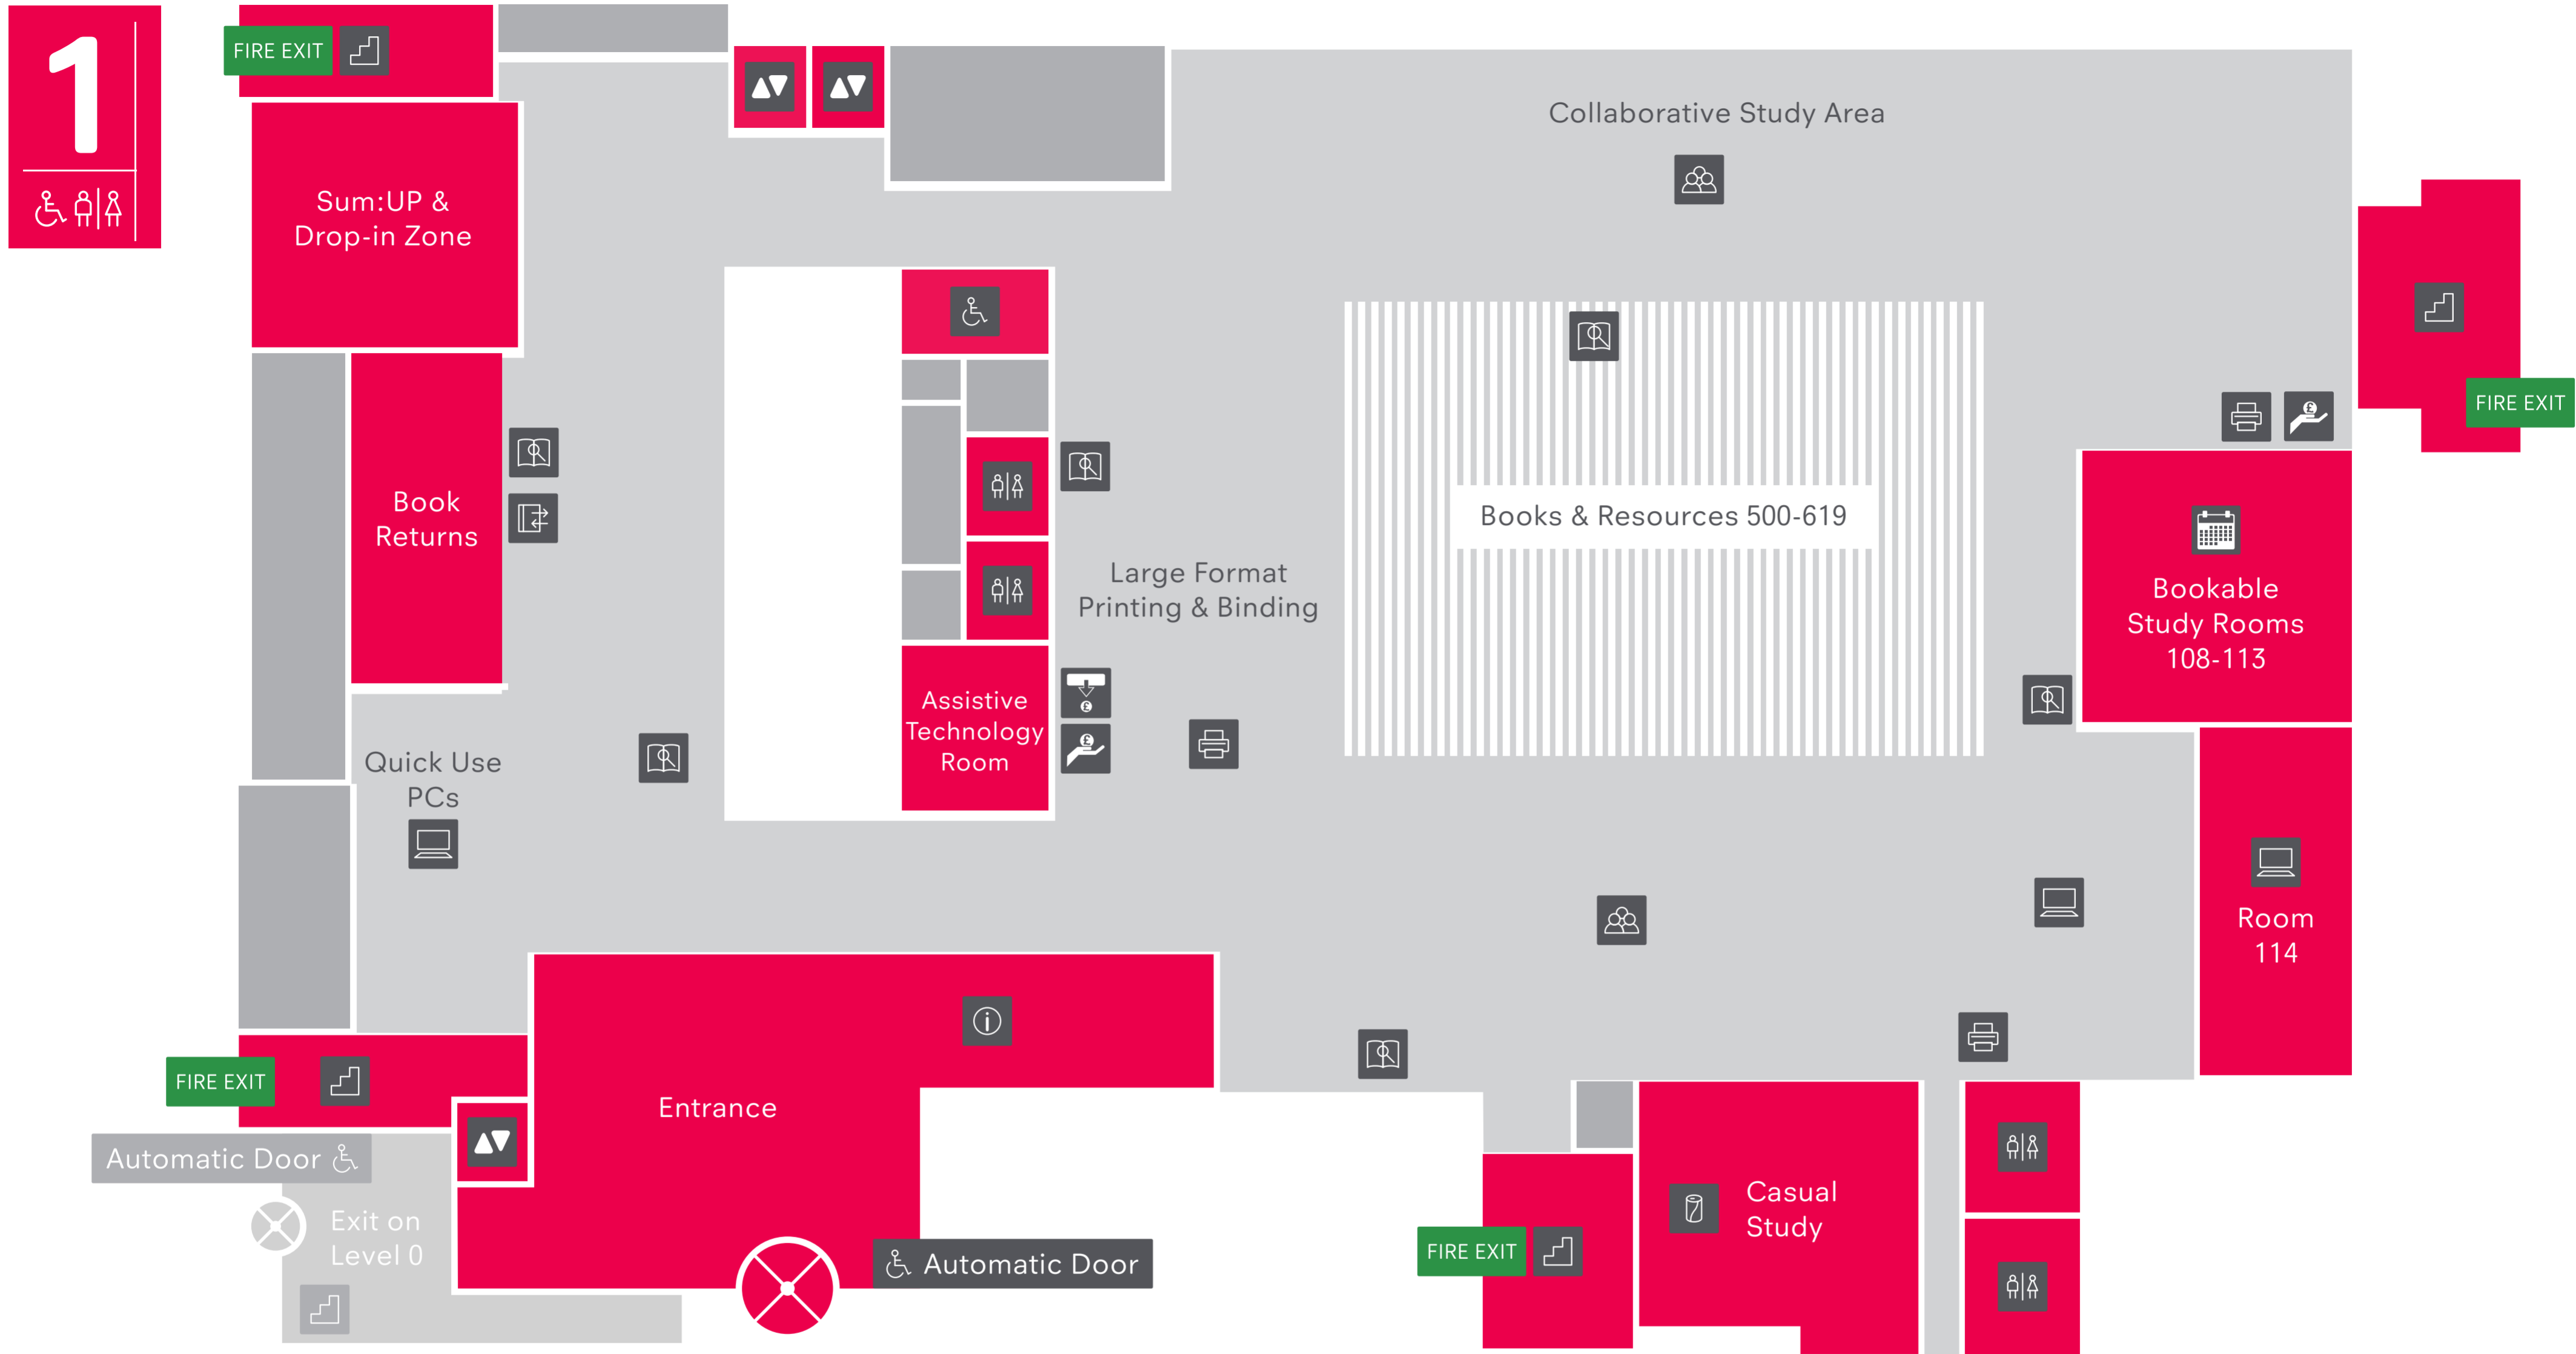 1
FIRE EXIT
Collaborative Study Area
Sum:UP &
Drop-in Zone
FIRE EXIT
Book
Returns
Books & Resources 500-619
Large Format
Printing & Binding
Bookable
Study Rooms
108-113
Assistive
Technology
Room
Quick Use
PCs
Room
114
FIRE EXIT
Entrance
Automatic Door
Exit on
Level 0
Automatic Door
FIRE EXIT
Casual
Study